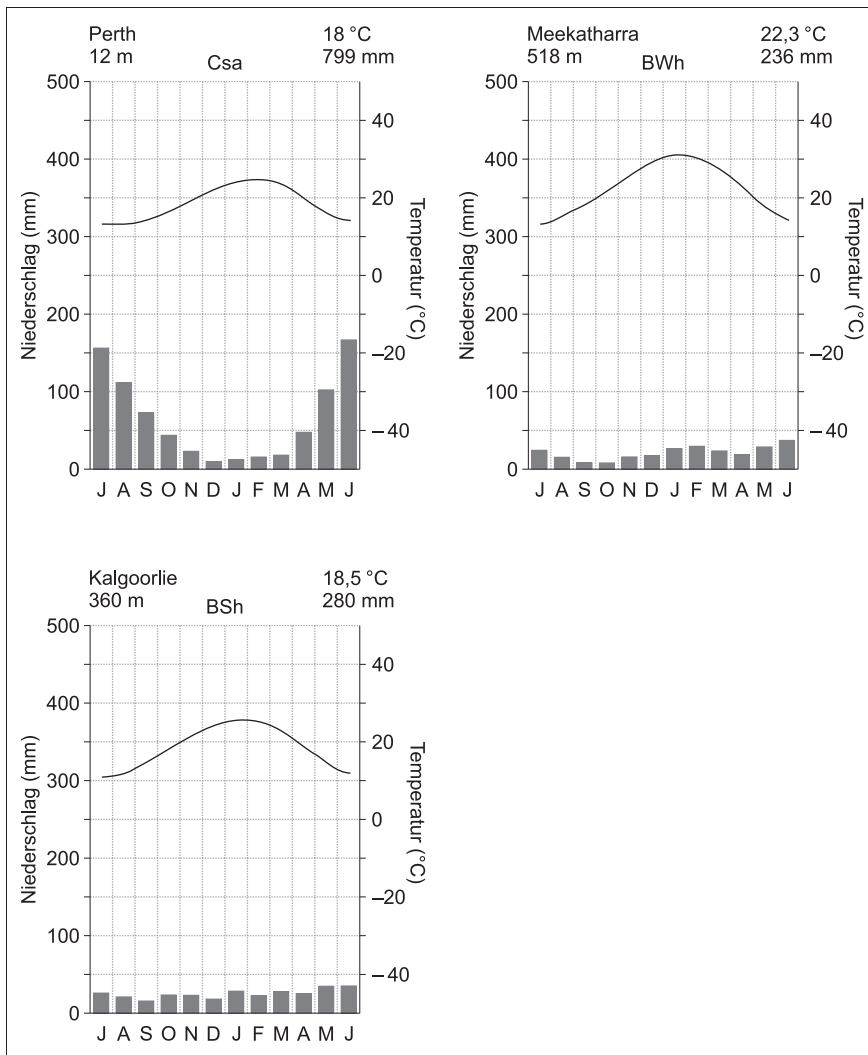 Perth 18 °C
12 m Csa 799 mm
Niederschlag (mm)
500
400
300
200
100
0
40
20
0
–20
–40
Temperatur (°C)
J A S O N D J F M A M J
Meekatharra 22,3 °C
518 m BWh 236 mm
Niederschlag (mm)
500
400
300
200
100
0
40
20
0
–20
–40
Temperatur (°C)
J A S O N D J F M A M J
Kalgoorlie 18,5 °C
360 m BSh 280 mm
Niederschlag (mm)
500
400
300
200
100
0
40
20
0
–20
–40
Temperatur (°C)
J A S O N D J F M A M J